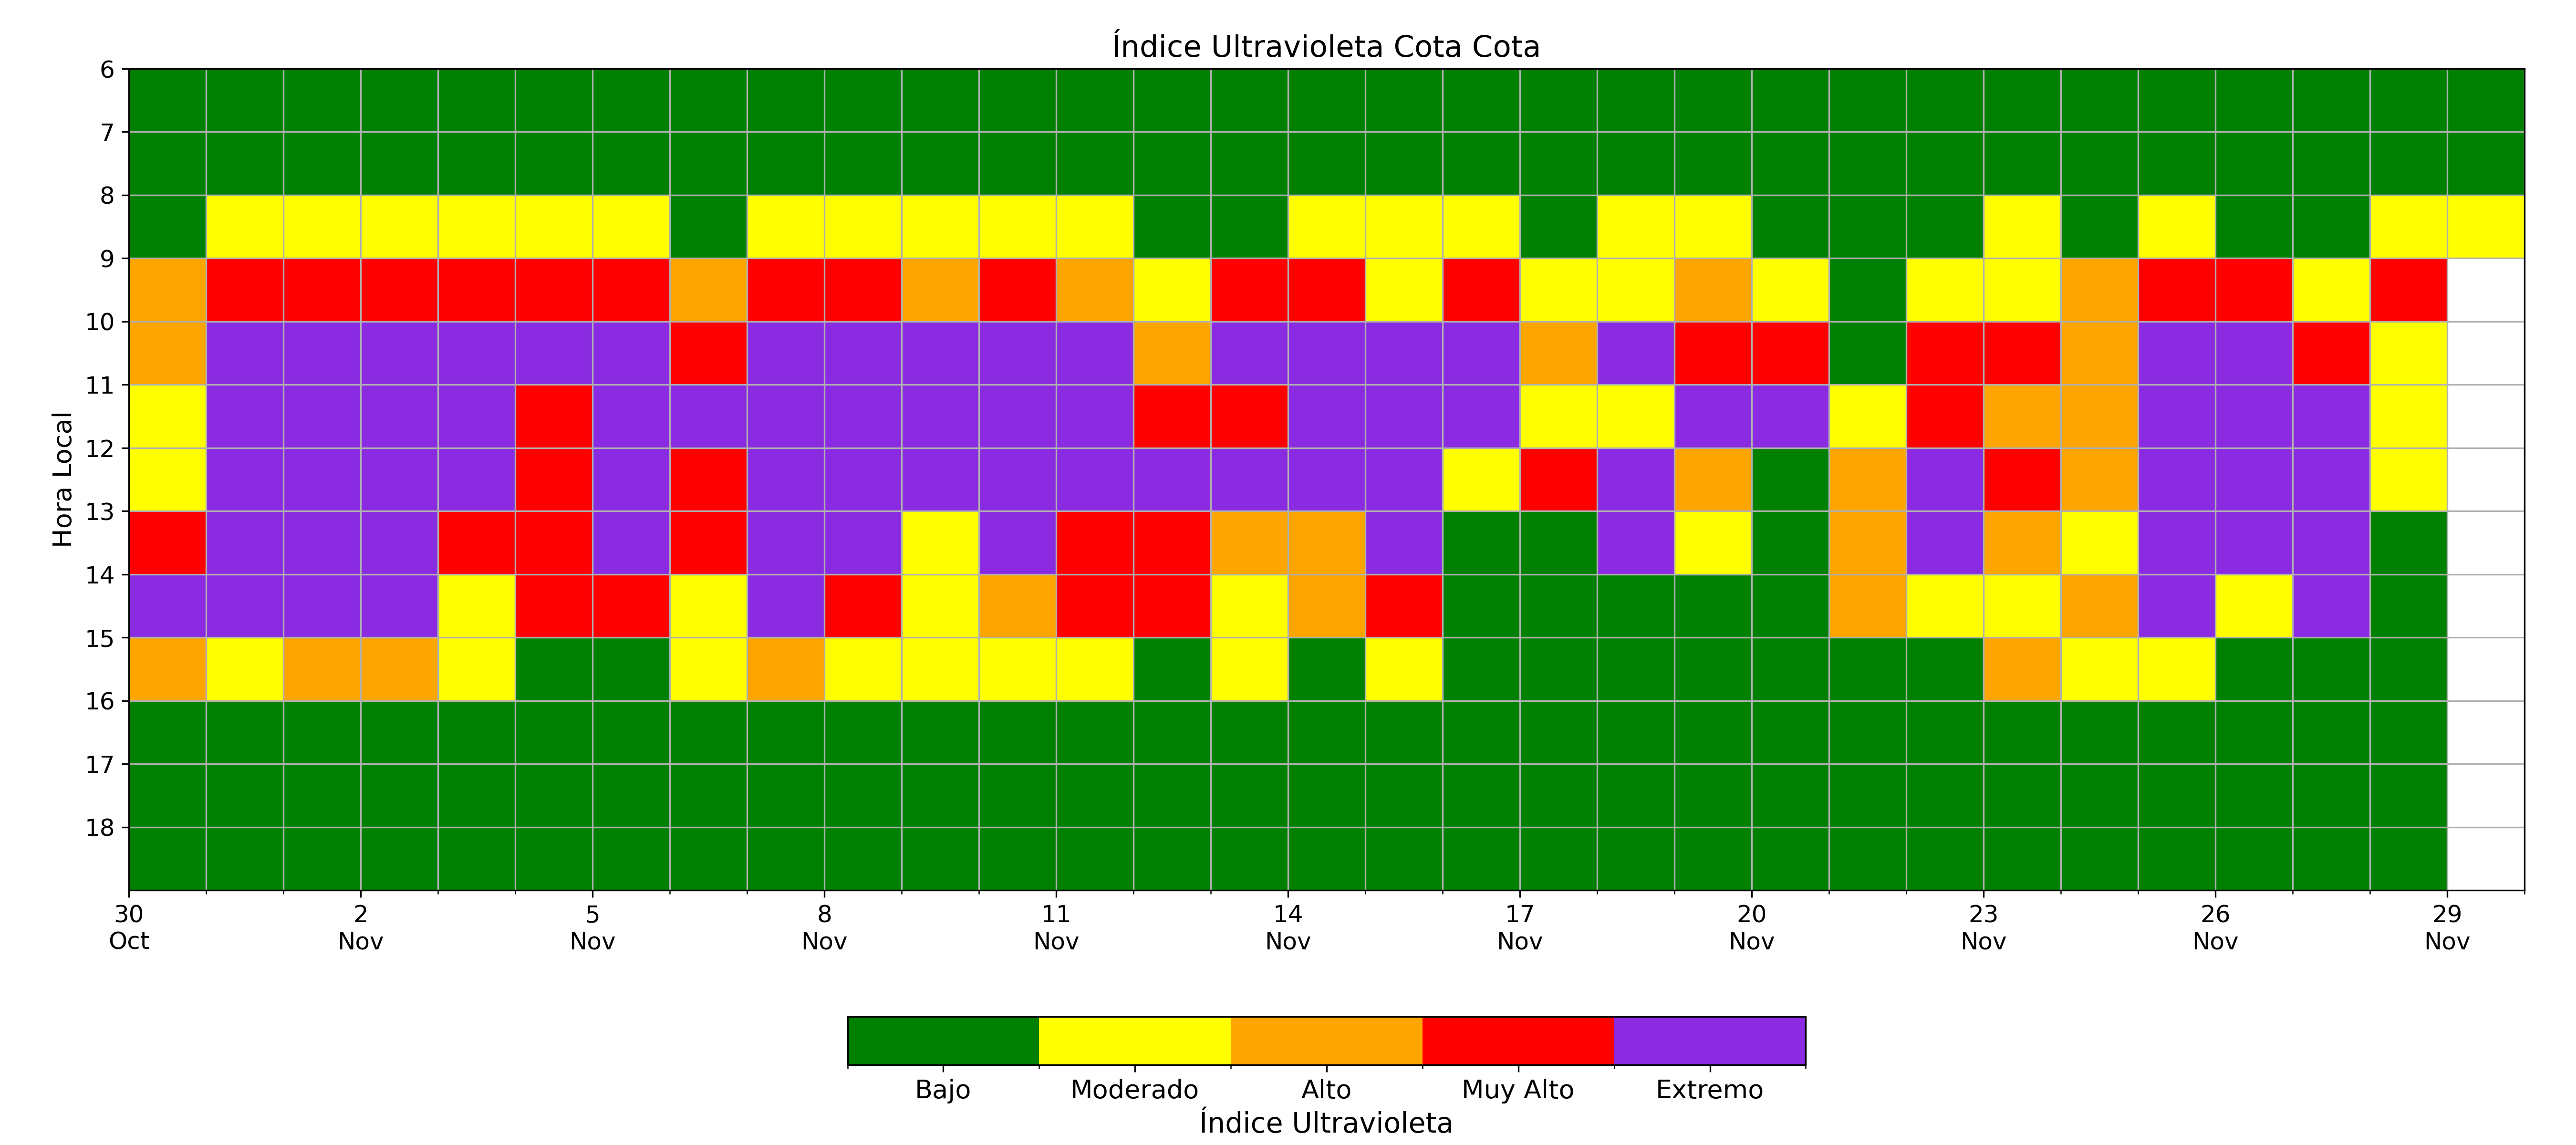 Índice Ultravioleta Cota Cota
6
7
8
9
10
11
12
13
14
15
16
17
18
Hora Local
30 2 5 8 11 14 17 20 23 26 29
Oct Nov Nov Nov Nov Nov Nov Nov Nov Nov Nov
Bajo Moderado Alto Muy Alto Extremo
Índice Ultravioleta